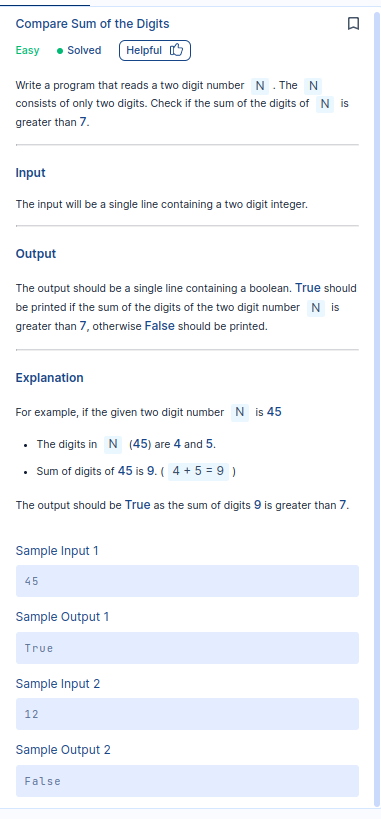 Compare Sum of the Digits
Easy Solved Helpful
Write a program that reads a two digit number N . The N
consists of only two digits. Check if the sum of the digits of N is
greater than 7.
Input
The input will be a single line containing a two digit integer.
Output
The output should be a single line containing a boolean. True should
be printed if the sum of the digits of the two digit number N is
greater than 7, otherwise False should be printed.
Explanation
For example, if the given two digit number N is 45
• The digits in N (45) are 4 and 5.
• Sum of digits of 45 is 9. ( 4 + 5 = 9 )
The output should be True as the sum of digits 9 is greater than 7.
Sample Input 1
45
Sample Output 1
True
Sample Input 2
12
Sample Output 2
False